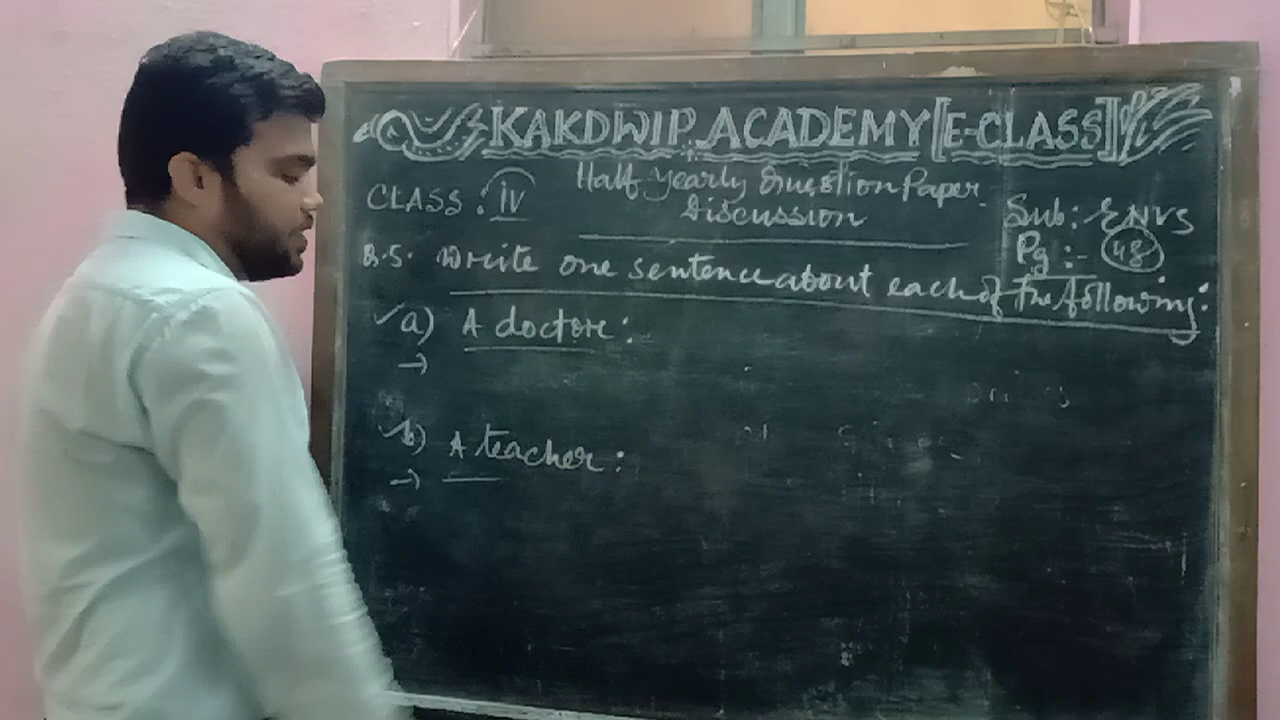 KAKDWIP ACADEMY [E-CLASS]
Half Yearly Question Paper Discussion
CLASS : IV
Sub: ENVS
Pg :- 48
Q.5. Write one sentence about each of the following:
a) A doctor:
→
b) A teacher:
→